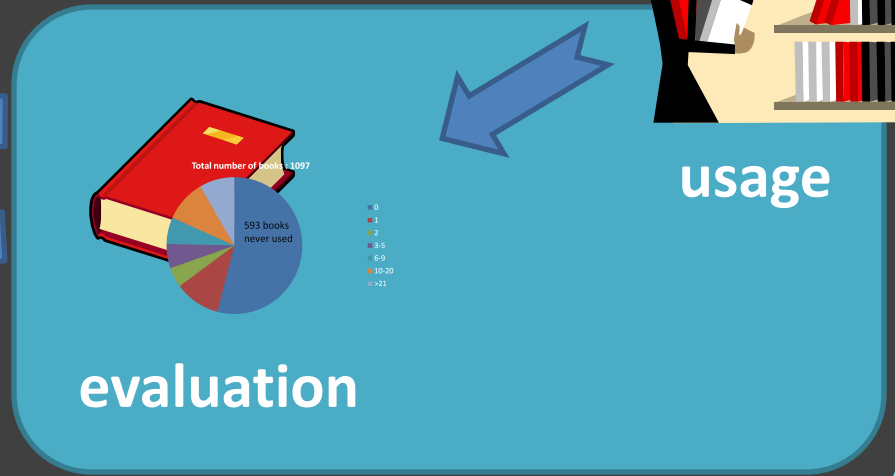 usage
Total number of books : 1097
593 books
never used
0
1
2
3-5
6-9
10-20
>21
evaluation